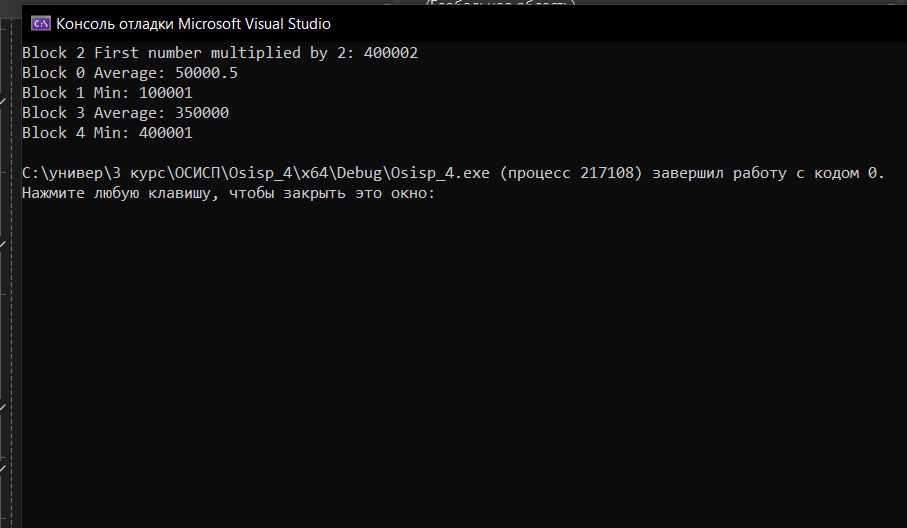 (Глобальная область)
Консоль отладки Microsoft Visual Studio
Block 2 First number multiplied by 2: 400002
Block 0 Average: 50000.5
Block 1 Min: 100001
Block 3 Average: 350000
Block 4 Min: 400001
C:\универ\3 курс\ОСИСП\Osisp_4\x64\Debug\Osisp_4.exe (процесс 217108) завершил работу с кодом 0.
Нажмите любую клавишу, чтобы закрыть это окно: